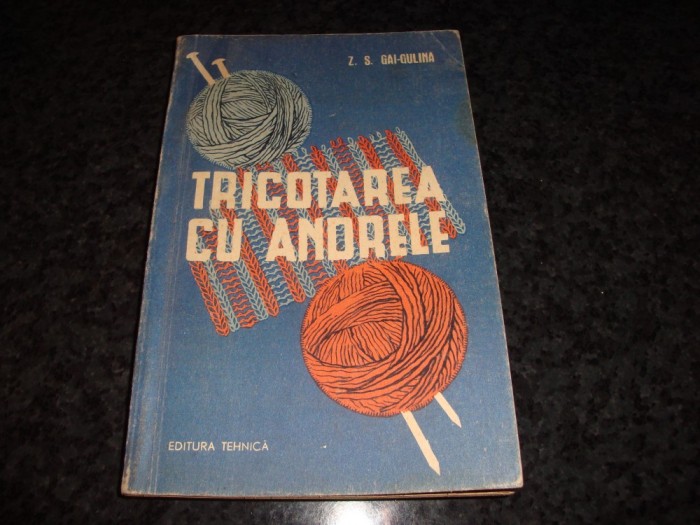 Z. S. GAI-GULINA
TRICOTAREA
CU ANDRELE
EDITURA TEHNICĂ